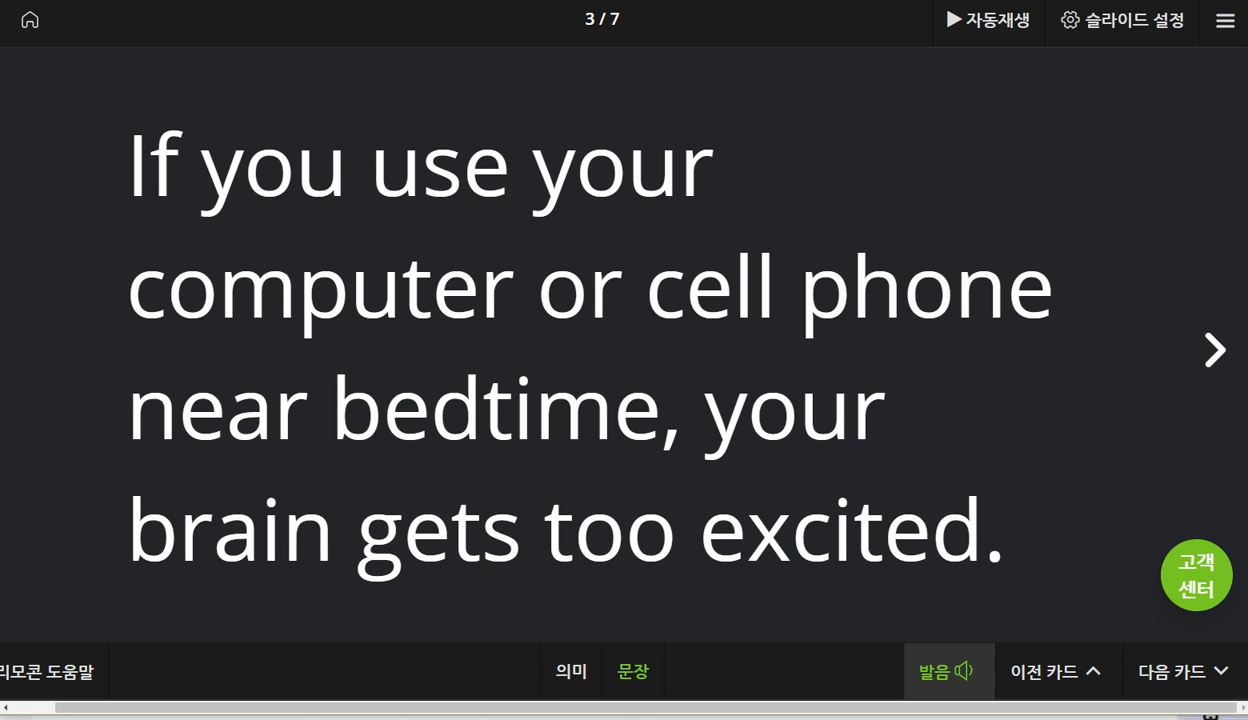 3 / 7
자동재생
슬라이드 설정
If you use your
computer or cell phone
near bedtime, your
brain gets too excited.
고객
센터
리모콘 도움말
의미
문장
발음
이전 카드
다음 카드